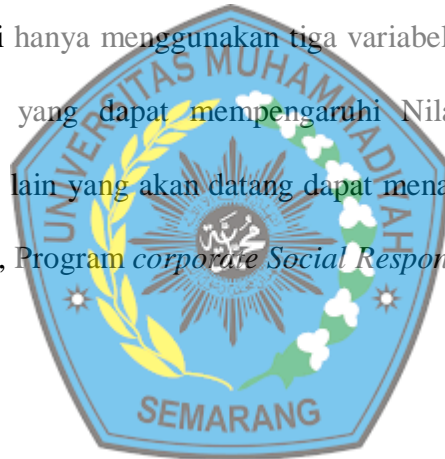 i hanya menggunakan tiga variabel
yang dapat mempengaruhi Nila
lain yang akan datang dapat mena
, Program corporate Social Respon
UNIVERSITAS MUHAMMADIYAH
SEMARANG